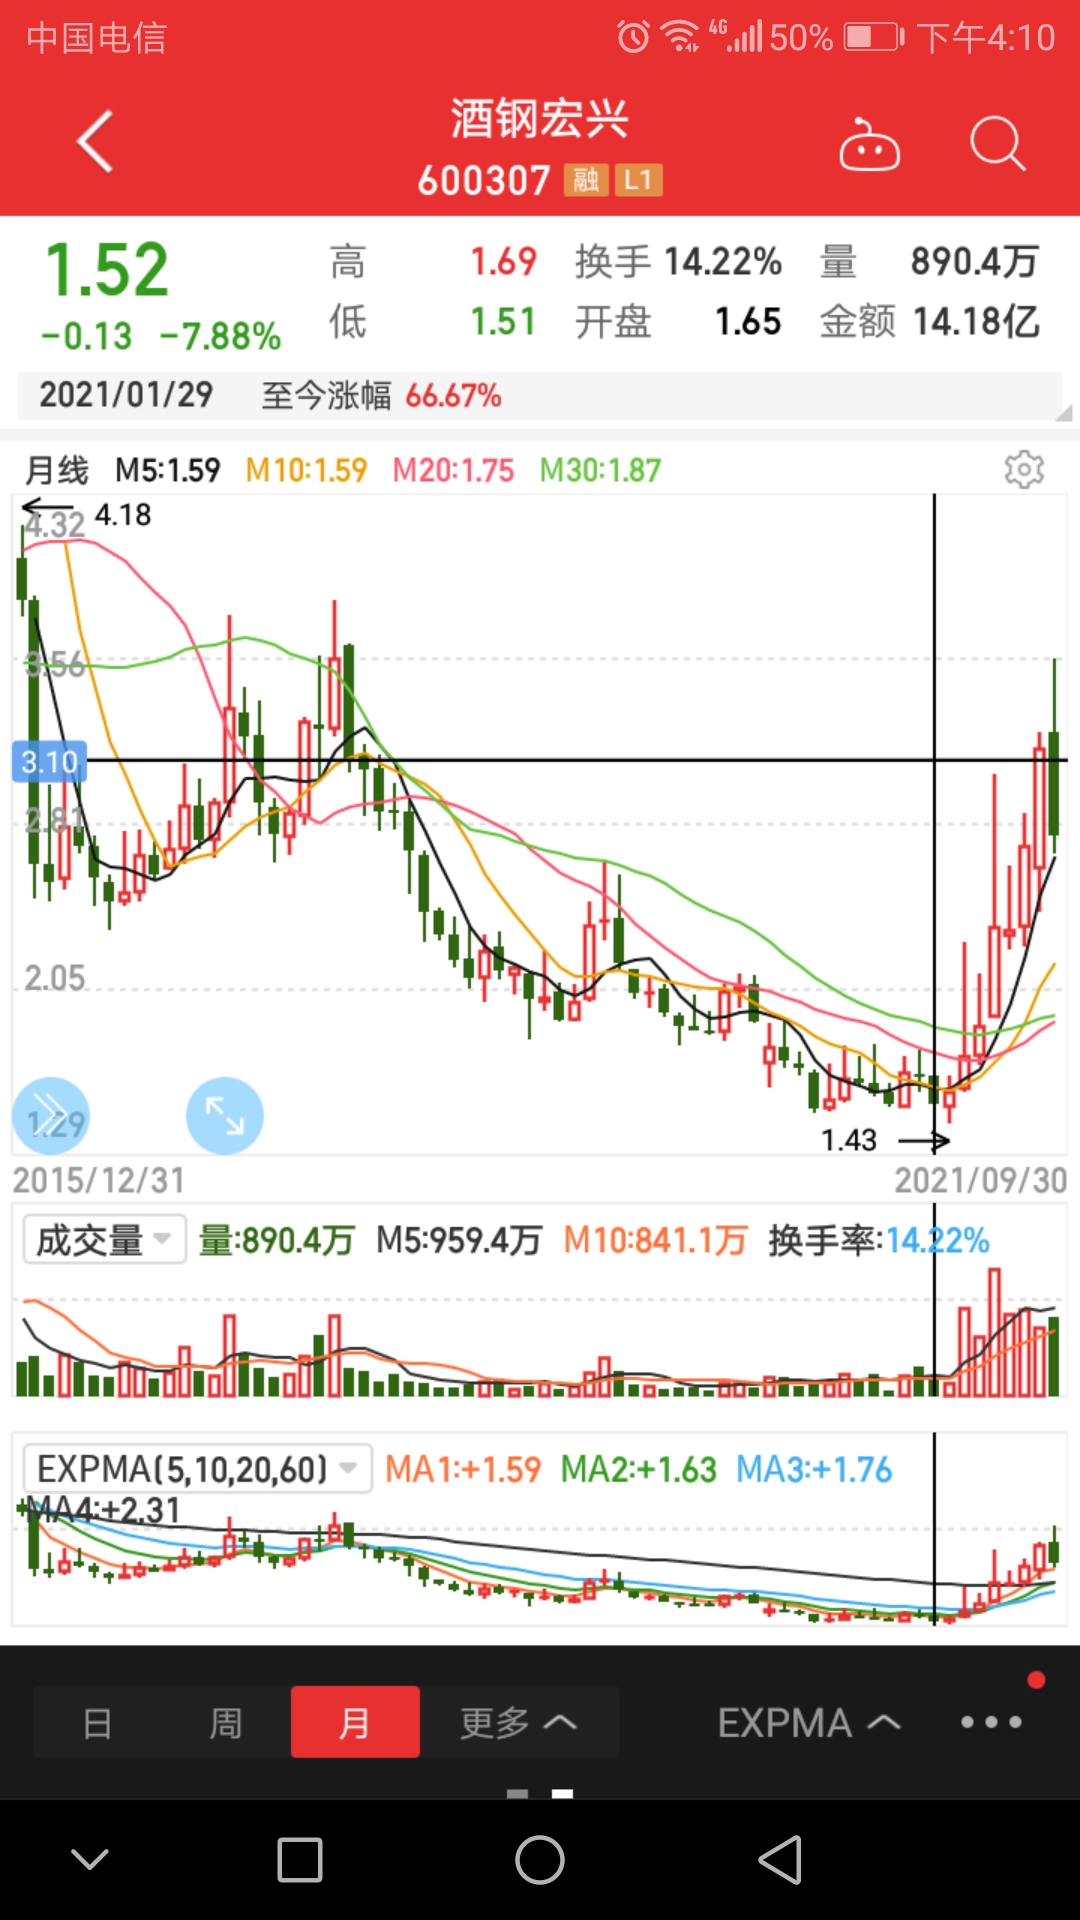 中国电信 4G 50% 下午4:10
酒钢宏兴
600307 融 L1
1.52 高 1.69 换手 14.22% 量 890.4万
-0.13 -7.88% 低 1.51 开盘 1.65 金额 14.18亿
2021/01/29 至今涨幅 66.67%
月线 M5:1.59 M10:1.59 M20:1.75 M30:1.87
4.18
4.32
3.56
3.10
2.81
2.05
1.29
1.43
2015/12/31 2021/09/30
成交量 量:890.4万 M5:959.4万 M10:841.1万 换手率:14.22%
EXPMA(5,10,20,60) MA1:+1.59 MA2:+1.63 MA3:+1.76
MA4:+2.31
日 周 月 更多 EXPMA